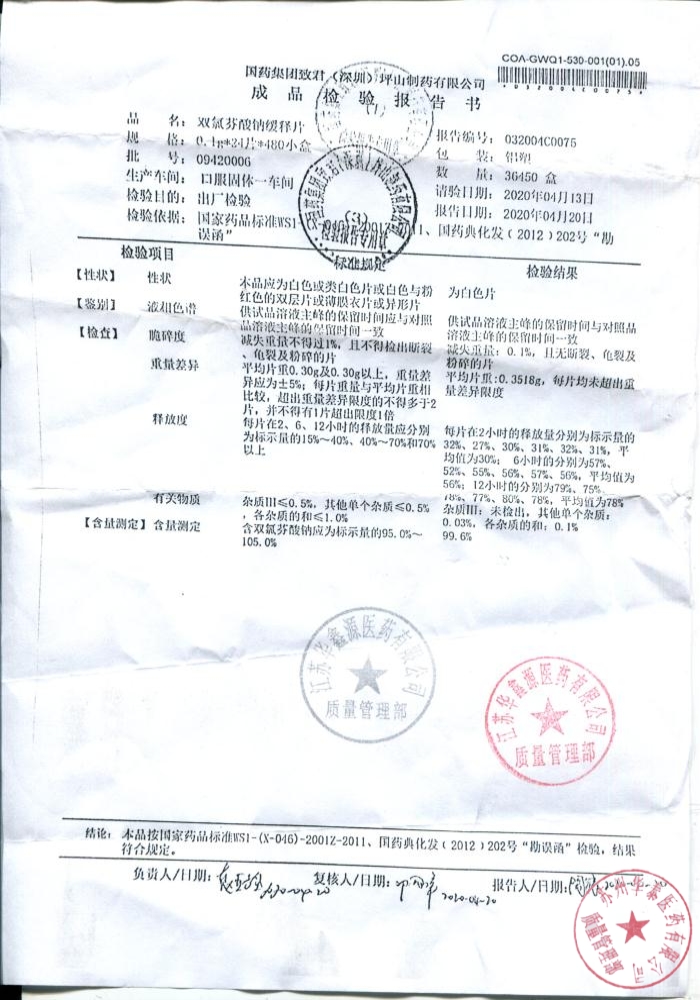 COA-GWQ1-530-001(01).05
国药集团致君（深圳）坪山制药有限公司
成品检验报告书
品 名：双氯芬酸钠缓释片
规 格：0.1g*24片*480小盒
报告编号：032004C0075
批 号：09420006
包 装：铝塑
生产车间：口服固体一车间
数 量：36450 盒
检验目的：出厂检验
请验日期：2020年04月13日
报告日期：2020年04月20日
检验依据：国家药品标准WS1-(X-046)-2001Z-2011、国药典化发（2012）202号“勘
误函”
检验项目 标准规定 检验结果
【性状】 性状 本品应为白色或类白色片或白色与粉 为白色片
红色的双层片或薄膜衣片或异形片
【鉴别】 液相色谱 供试品溶液主峰的保留时间应与对照 供试品溶液主峰的保留时间与对照品
品溶液主峰的保留时间一致 溶液主峰的保留时间一致
【检查】 脆碎度 减失重量不得过1%，且不得检出断裂 减失重量：0.1%，且无断裂、龟裂及
、龟裂及粉碎的片 粉碎的片
重量差异 平均片重0.30g及0.30g以上，重量差 平均片重：0.3518g，每片均未超出重
异应为±5%；每片重量与平均片重相 量差异限度
比较，超出重量差异限度的不得多于2
片，并不得有1片超出限度1倍
释放度 每片在2、6、12小时的释放量应分别 每片在2小时的释放量分别为标示量的
为标示量的15%～40%、40%～70%和70% 32%、27%、30%、31%、32%、31%，平
以上 均值为30%；6小时的分别为57%、
52%、55%、56%、57%、56%，平均值为
56%；12小时的分别为79%、75%、
78%、77%、80%、78%，平均值为78%
有关物质 杂质III≤0.5%，其他单个杂质≤0.5% 杂质III：未检出，其他单个杂质：
，各杂质的和≤1.0% 0.03%，各杂质的和：0.1%
【含量测定】 含量测定 含双氯芬酸钠应为标示量的95.0%～ 99.6%
105.0%
江苏华鑫源医药有限公司
质量管理部
江苏华鑫源医药有限公司
质量管理部
结论：本品按国家药品标准WS1-(X-046)-2001Z-2011、国药典化发（2012）202号“勘误函”检验，结果
符合规定。
负责人/日期： 复核人/日期： 2020-04-20 报告人/日期：